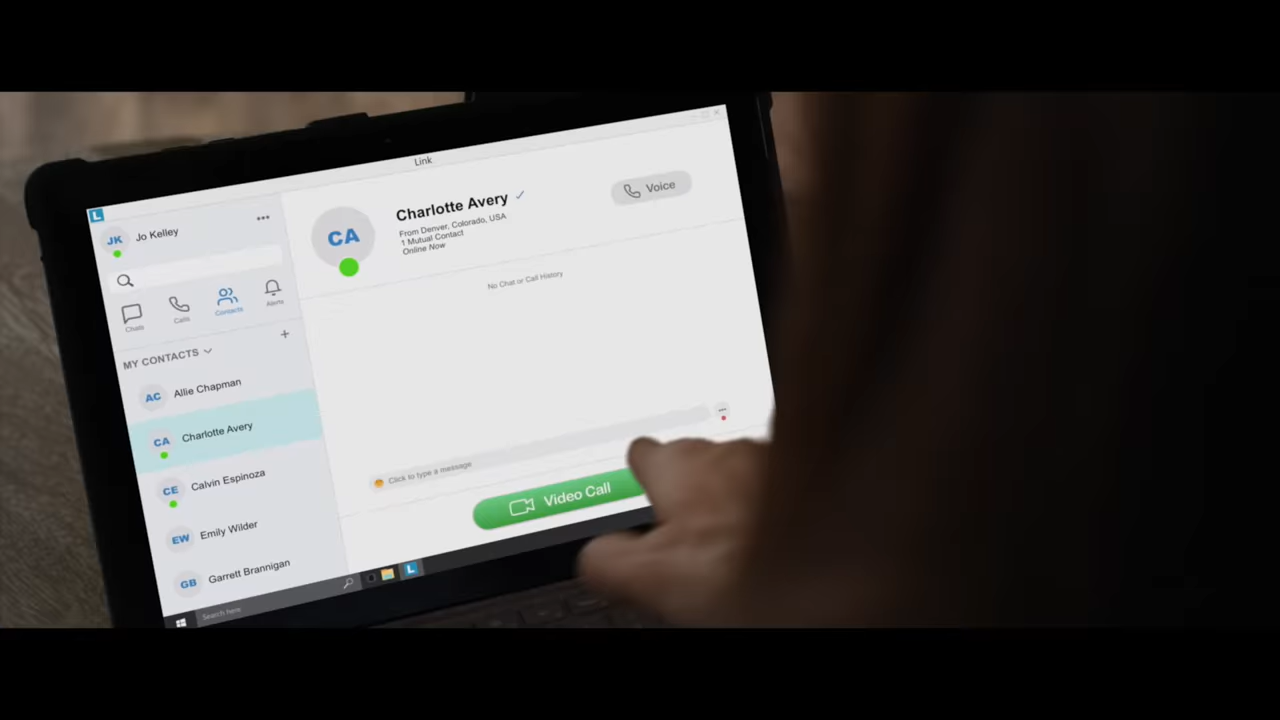 Link
L
JK
Jo Kelley
•••
Chats
Calls
Contacts
Alerts
MY CONTACTS
+
AC
Allie Chapman
CA
Charlotte Avery
CE
Calvin Espinoza
EW
Emily Wilder
GB
Garrett Brannigan
CA
Charlotte Avery ✓
From Denver, Colorado, USA
1 Mutual Contact
Online Now
Voice
No Chat or Call History
Click to type a message
Video Call
Search here
L